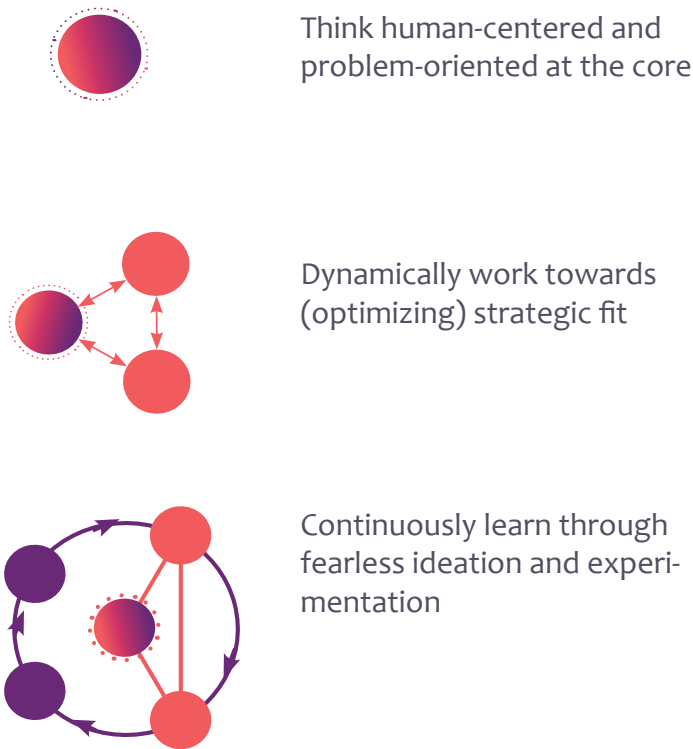 Think human-centered and
problem-oriented at the core
Dynamically work towards
(optimizing) strategic fit
Continuously learn through
fearless ideation and experi-
mentation